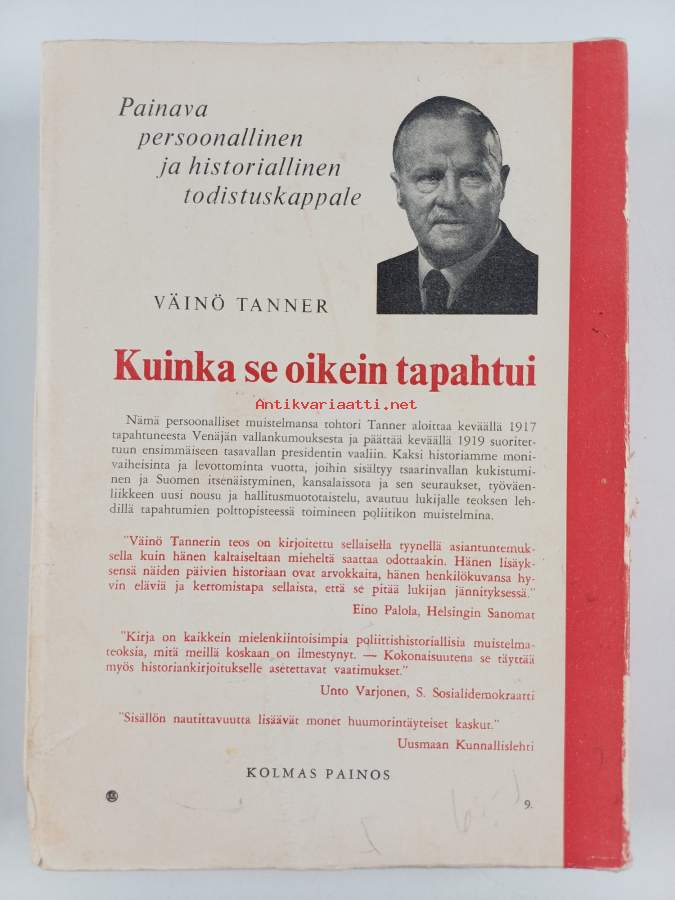 Painava
persoonallinen
ja historiallinen
todistuskappale
VÄINÖ TANNER
Kuinka se oikein tapahtui
Antikvariaatti.net
Nämä persoonalliset muistelmansa tohtori Tanner aloittaa keväällä 1917
tapahtuneesta Venäjän vallankumouksesta ja päättää keväällä 1919 suoritet-
tuun ensimmäiseen tasavallan presidentin vaaliin. Kaksi historiamme moni-
vaiheisinta ja levottominta vuotta, joihin sisältyy tsaarinvallan kukistumi-
nen ja Suomen itsenäistyminen, kansalaissota ja sen seuraukset, työväen-
liikkeen uusi nousu ja hallitusmuototaistelu, avautuu lukijalle teoksen leh-
dillä tapahtumien polttopisteessä toimineen poliitikon muistelmina.
"Väinö Tannerin teos on kirjoitettu sellaisella tyynellä asiantuntemuk-
sella kuin hänen kaltaiseltaan mieheltä saattaa odottaakin. Hänen lisäyk-
sensä näiden päivien historiaan ovat arvokkaita, hänen henkilökuvansa hy-
vin eläviä ja kertomistapa sellaista, että se pitää lukijan jännityksessä."
Eino Palola, Helsingin Sanomat
"Kirja on kaikkein mielenkiintoisimpia poliittishistoriallisia muistelma-
teoksia, mitä meillä koskaan on ilmestynyt. — Kokonaisuutena se täyttää
myös historiankirjoitukselle asetettavat vaatimukset."
Unto Varjonen, S. Sosialidemokraatti
"Sisällön nautittavuutta lisäävät monet huumorintäyteiset kaskut."
Uusmaan Kunnallislehti
KOLMAS PAINOS
9.